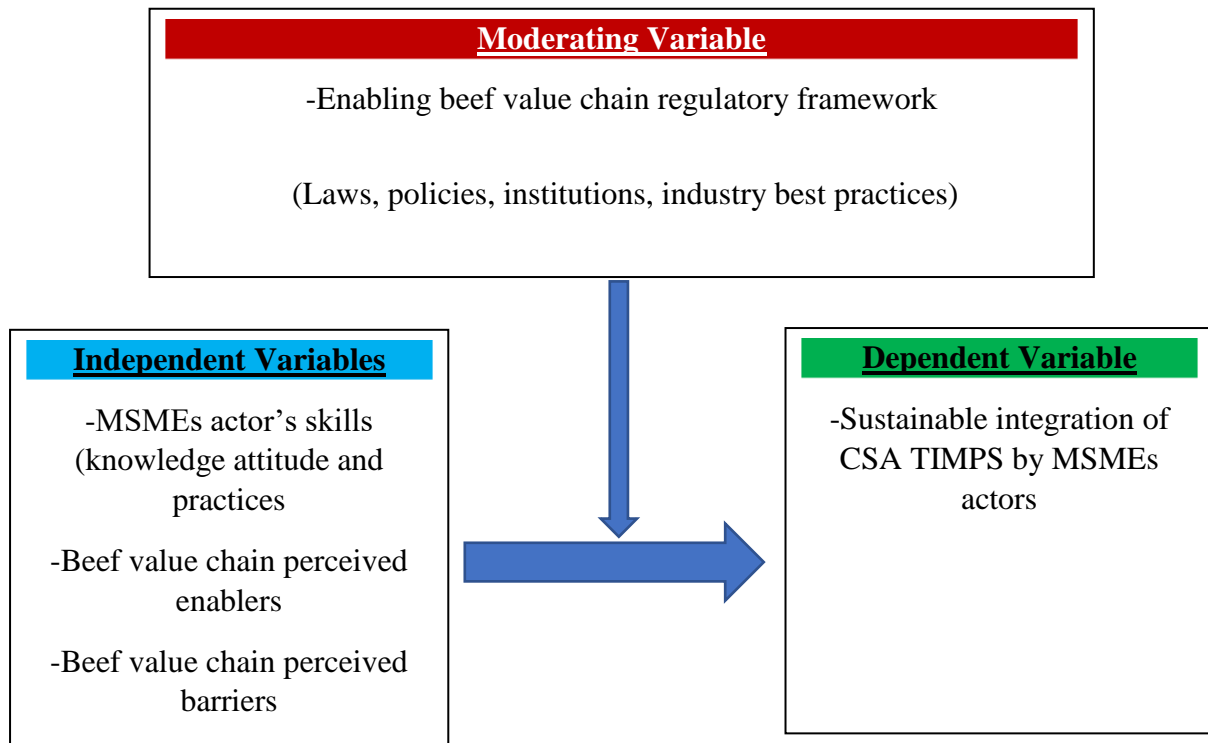 Moderating Variable
-Enabling beef value chain regulatory framework
(Laws, policies, institutions, industry best practices)
Independent Variables
-MSMEs actor’s skills
(knowledge attitude and
practices
-Beef value chain perceived
enablers
-Beef value chain perceived
barriers
Dependent Variable
-Sustainable integration of
CSA TIMPS by MSMEs
actors